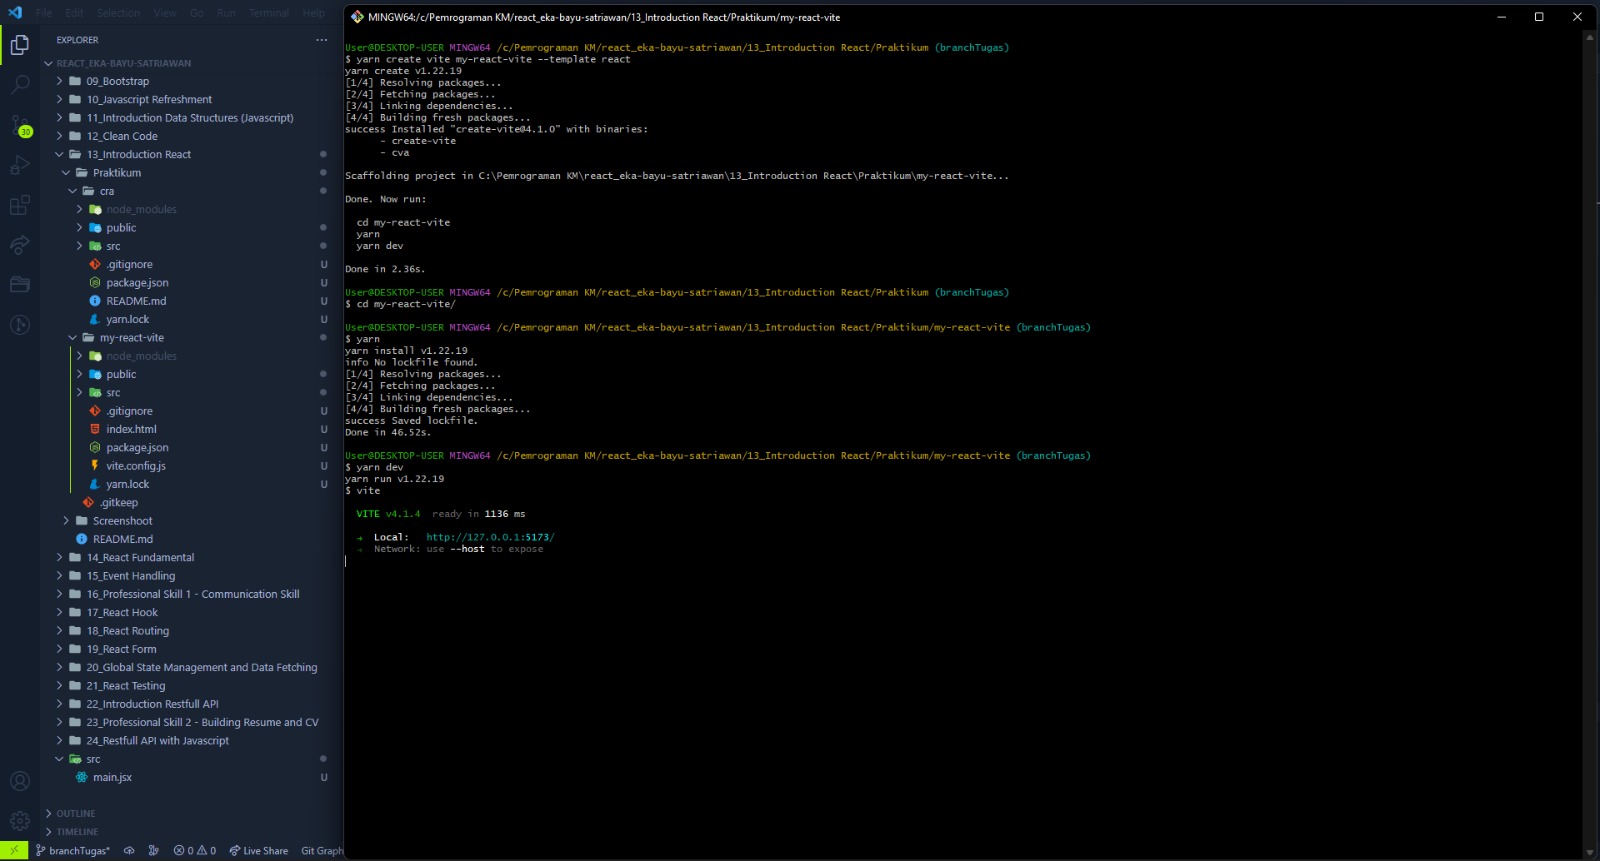 File Edit Selection View Go Run Terminal Help
EXPLORER
REACT_EKA-BAYU-SATRIAWAN
09_Bootstrap
10_Javascript Refreshment
11_Introduction Data Structures (Javascript)
12_Clean Code
13_Introduction React
Praktikum
cra
node_modules
public
src
.gitignore U
package.json U
README.md U
yarn.lock U
my-react-vite
node_modules
public
src
.gitignore U
index.html U
package.json U
vite.config.js U
yarn.lock U
.gitkeep
Screenshoot
README.md
14_React Fundamental
15_Event Handling
16_Professional Skill 1 - Communication Skill
17_React Hook
18_React Routing
19_React Form
20_Global State Management and Data Fetching
21_React Testing
22_Introduction Restfull API
23_Professional Skill 2 - Building Resume and CV
24_Restfull API with Javascript
src
main.jsx U
OUTLINE
TIMELINE
30
branchTugas* 0 0 Live Share Git Graph
MINGW64:/c/Pemrograman KM/react_eka-bayu-satriawan/13_Introduction React/Praktikum/my-react-vite
User@DESKTOP-USER MINGW64 /c/Pemrograman KM/react_eka-bayu-satriawan/13_Introduction React/Praktikum (branchTugas)
$ yarn create vite my-react-vite --template react
yarn create v1.22.19
[1/4] Resolving packages...
[2/4] Fetching packages...
[3/4] Linking dependencies...
[4/4] Building fresh packages...
success Installed "create-vite@4.1.0" with binaries:
- create-vite
- cva
Scaffolding project in C:\Pemrograman KM\react_eka-bayu-satriawan\13_Introduction React\Praktikum\my-react-vite...
Done. Now run:
cd my-react-vite
yarn
yarn dev
Done in 2.36s.
User@DESKTOP-USER MINGW64 /c/Pemrograman KM/react_eka-bayu-satriawan/13_Introduction React/Praktikum (branchTugas)
$ cd my-react-vite/
User@DESKTOP-USER MINGW64 /c/Pemrograman KM/react_eka-bayu-satriawan/13_Introduction React/Praktikum/my-react-vite (branchTugas)
$ yarn
yarn install v1.22.19
info No lockfile found.
[1/4] Resolving packages...
[2/4] Fetching packages...
[3/4] Linking dependencies...
[4/4] Building fresh packages...
success Saved lockfile.
Done in 46.52s.
User@DESKTOP-USER MINGW64 /c/Pemrograman KM/react_eka-bayu-satriawan/13_Introduction React/Praktikum/my-react-vite (branchTugas)
$ yarn dev
yarn run v1.22.19
$ vite
VITE v4.1.4 ready in 1136 ms
➜ Local: http://127.0.0.1:5173/
➜ Network: use --host to expose